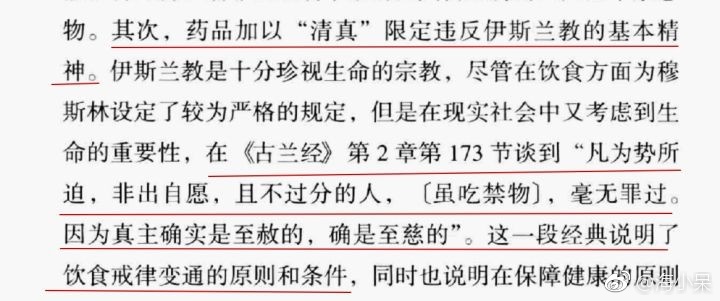 物。其次，药品加以“清真”限定违反伊斯兰教的基本精
神。伊斯兰教是十分珍视生命的宗教，尽管在饮食方面为穆
斯林设定了较为严格的规定，但是在现实社会中又考虑到生
命的重要性，在《古兰经》第2章第173节谈到“凡为势所
迫，非出自愿，且不过分的人，〔虽吃禁物〕，毫无罪过。
因为真主确实是至赦的，确是至慈的”。这一段经典说明了
饮食戒律变通的原则和条件，同时也说明在保障健康的原则